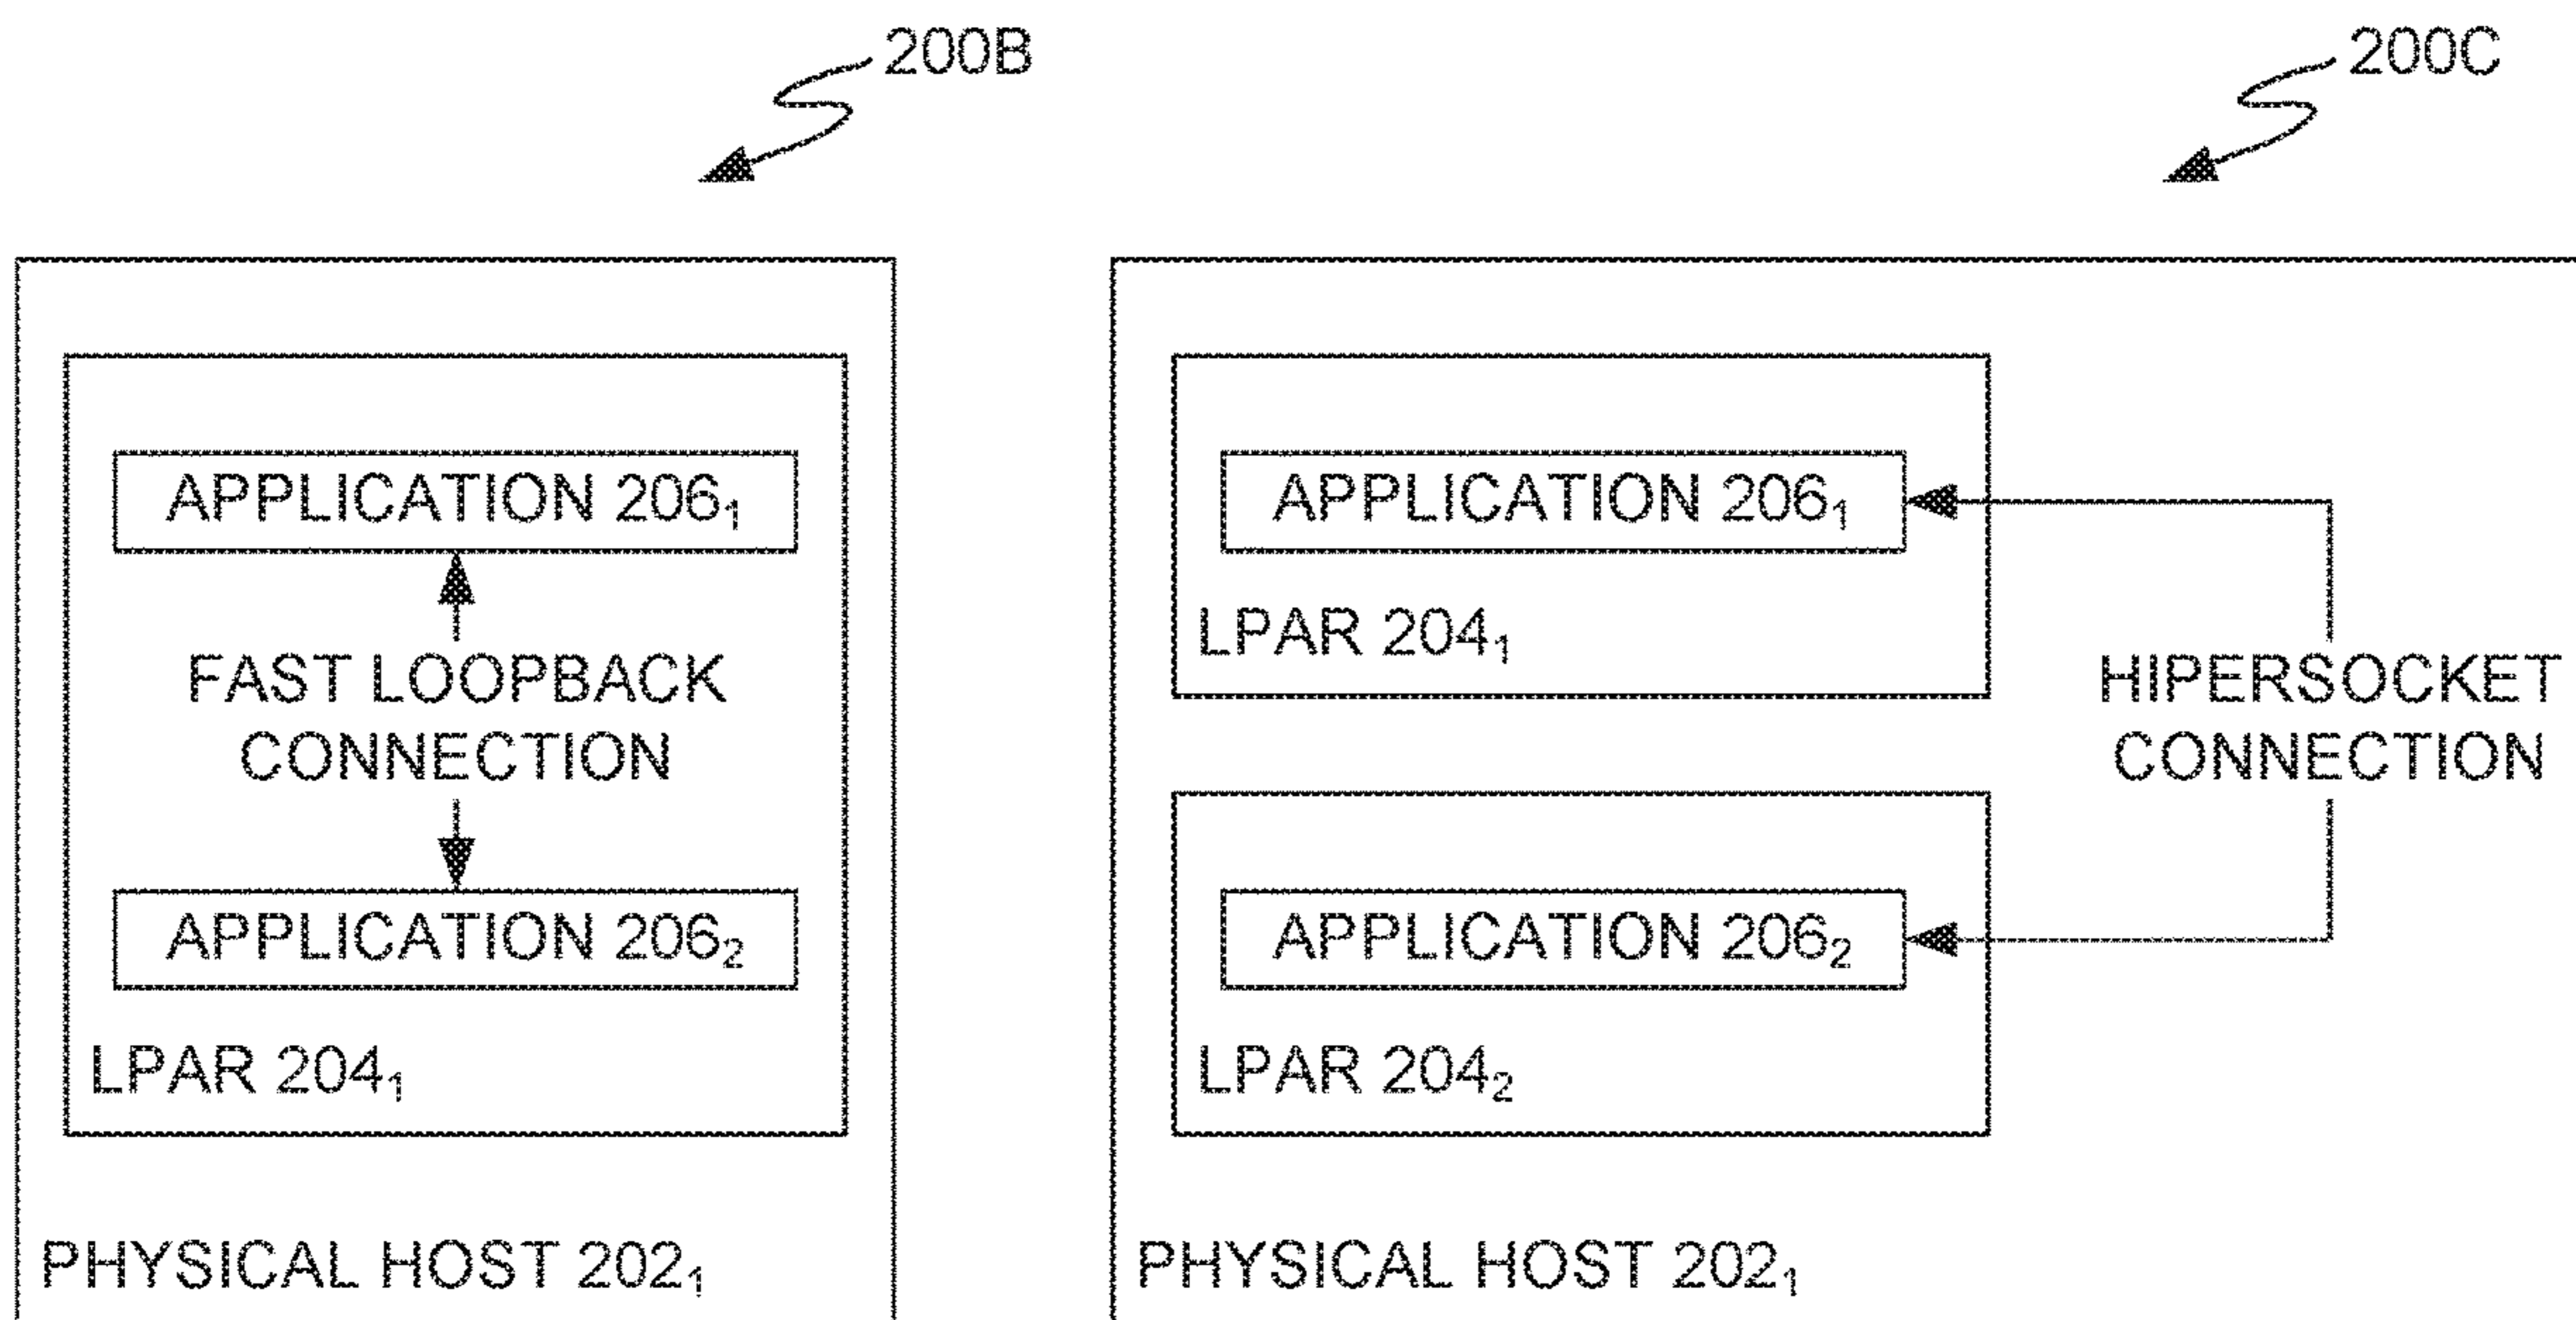 200B
APPLICATION 206₁
FAST LOOPBACK
CONNECTION
APPLICATION 206₂
LPAR 204₁
PHYSICAL HOST 202₁
200C
APPLICATION 206₁
LPAR 204₁
HIPERSOCKET
CONNECTION
APPLICATION 206₂
LPAR 204₂
PHYSICAL HOST 202₁